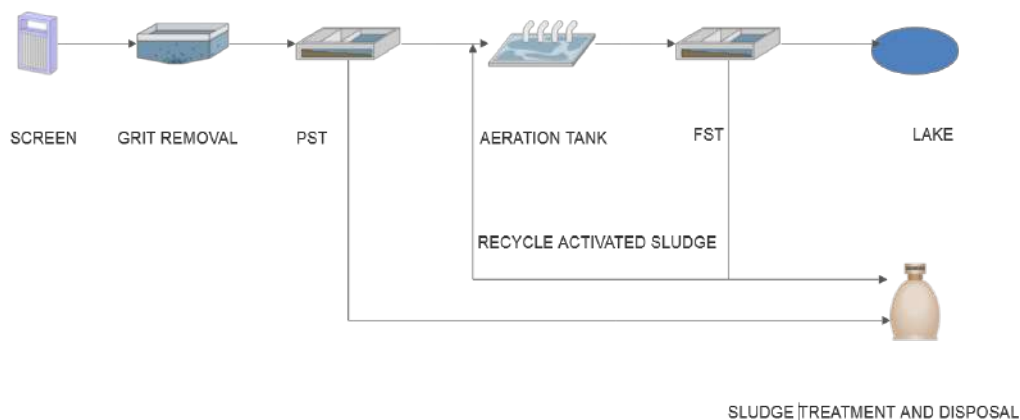 SCREEN
GRIT REMOVAL
PST
AERATION TANK
FST
LAKE
RECYCLE ACTIVATED SLUDGE
SLUDGE TREATMENT AND DISPOSAL